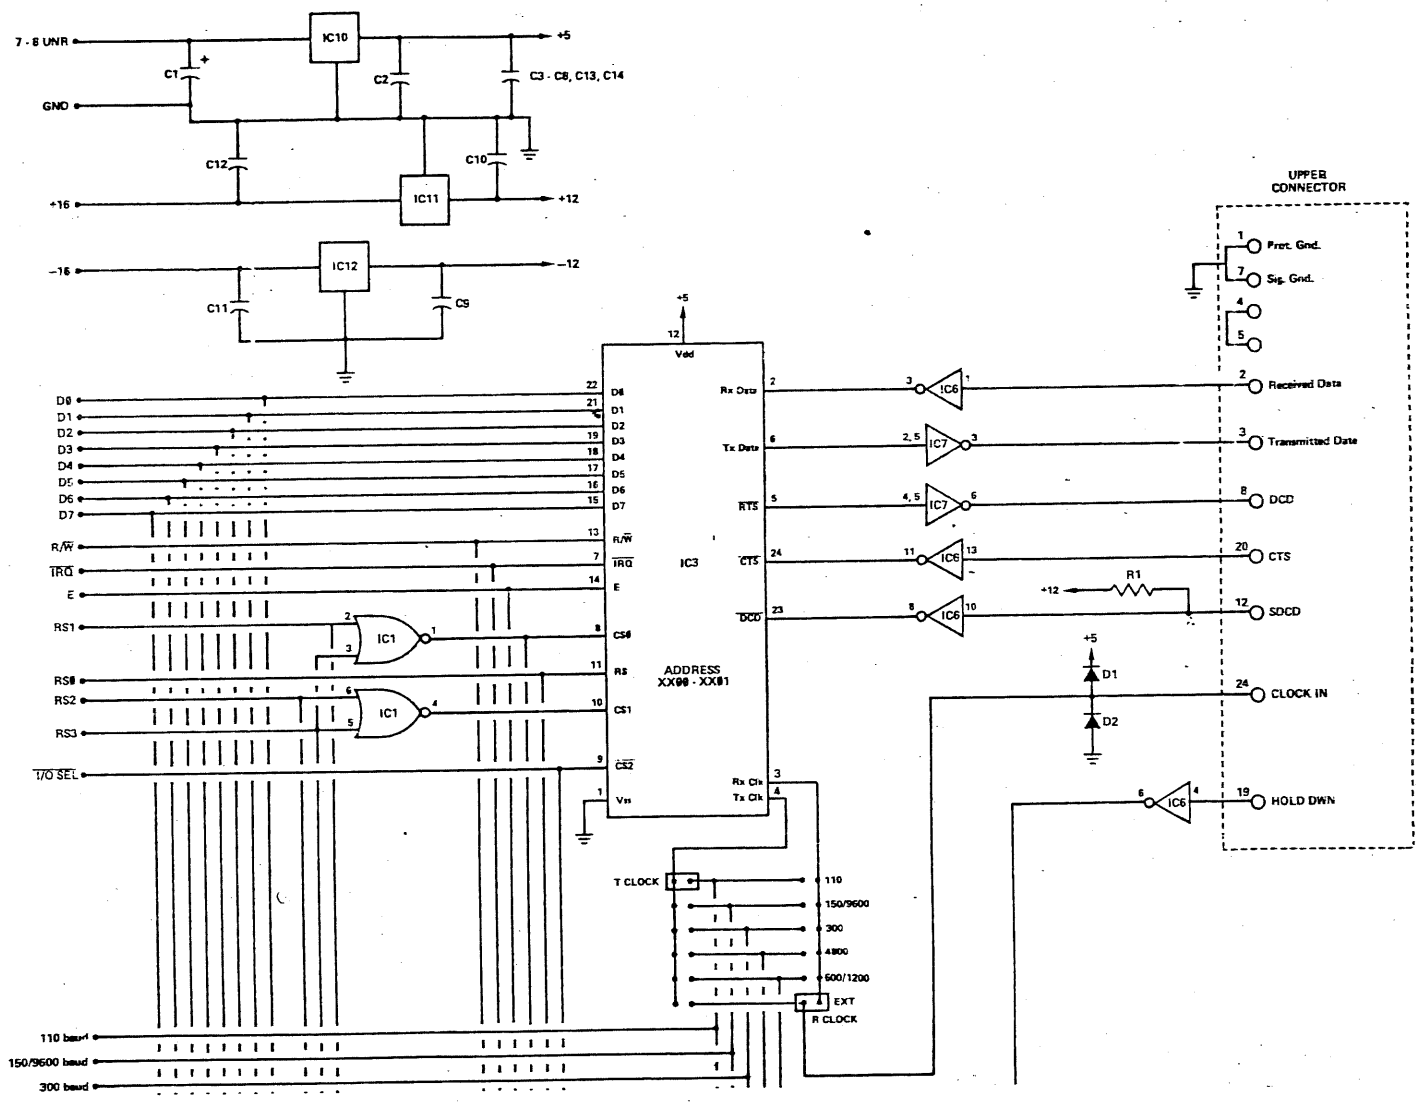 7 - 8 UNR
IC10
+5
C1
+
C2
C3 - C8, C13, C14
GND
C12
C10
+16
IC11
+12
-16
IC12
-12
C11
C9
UPPER
CONNECTOR
1 Prot. Gnd.
7 Sig. Gnd.
4
5
+5
12
Vdd
D0 22 D0
D1 21 D1
D2 D2
D3 19 D3
D4 18 D4
D5 17 D5
D6 16 D6
D7 15 D7
R/W 13 R/W
IRQ 7 IRQ
E 14 E
RS1 2 IC1 1 8 CS0
3
RS0 11 RS
RS2 6 IC1 4 10 CS1
RS3 5
I/O SEL 9 CS2
1 Vss
IC3
ADDRESS
XX00 - XX01
Rx Data 2 3 IC6 1 2 Received Data
Tx Data 6 2, 5 IC7 3 3 Transmitted Data
RTS 5 4, 5 IC7 6 8 DCD
CTS 24 11 IC6 13 20 CTS
+12 R1
DCD 23 8 IC6 10 12 SDCD
+5
D1
24 CLOCK IN
D2
Rx Clk 3
Tx Clk 4
6 IC6 4 19 HOLD DWN
T CLOCK 110
150/9600
300
4800
600/1200
EXT
R CLOCK
110 baud
150/9600 baud
300 baud